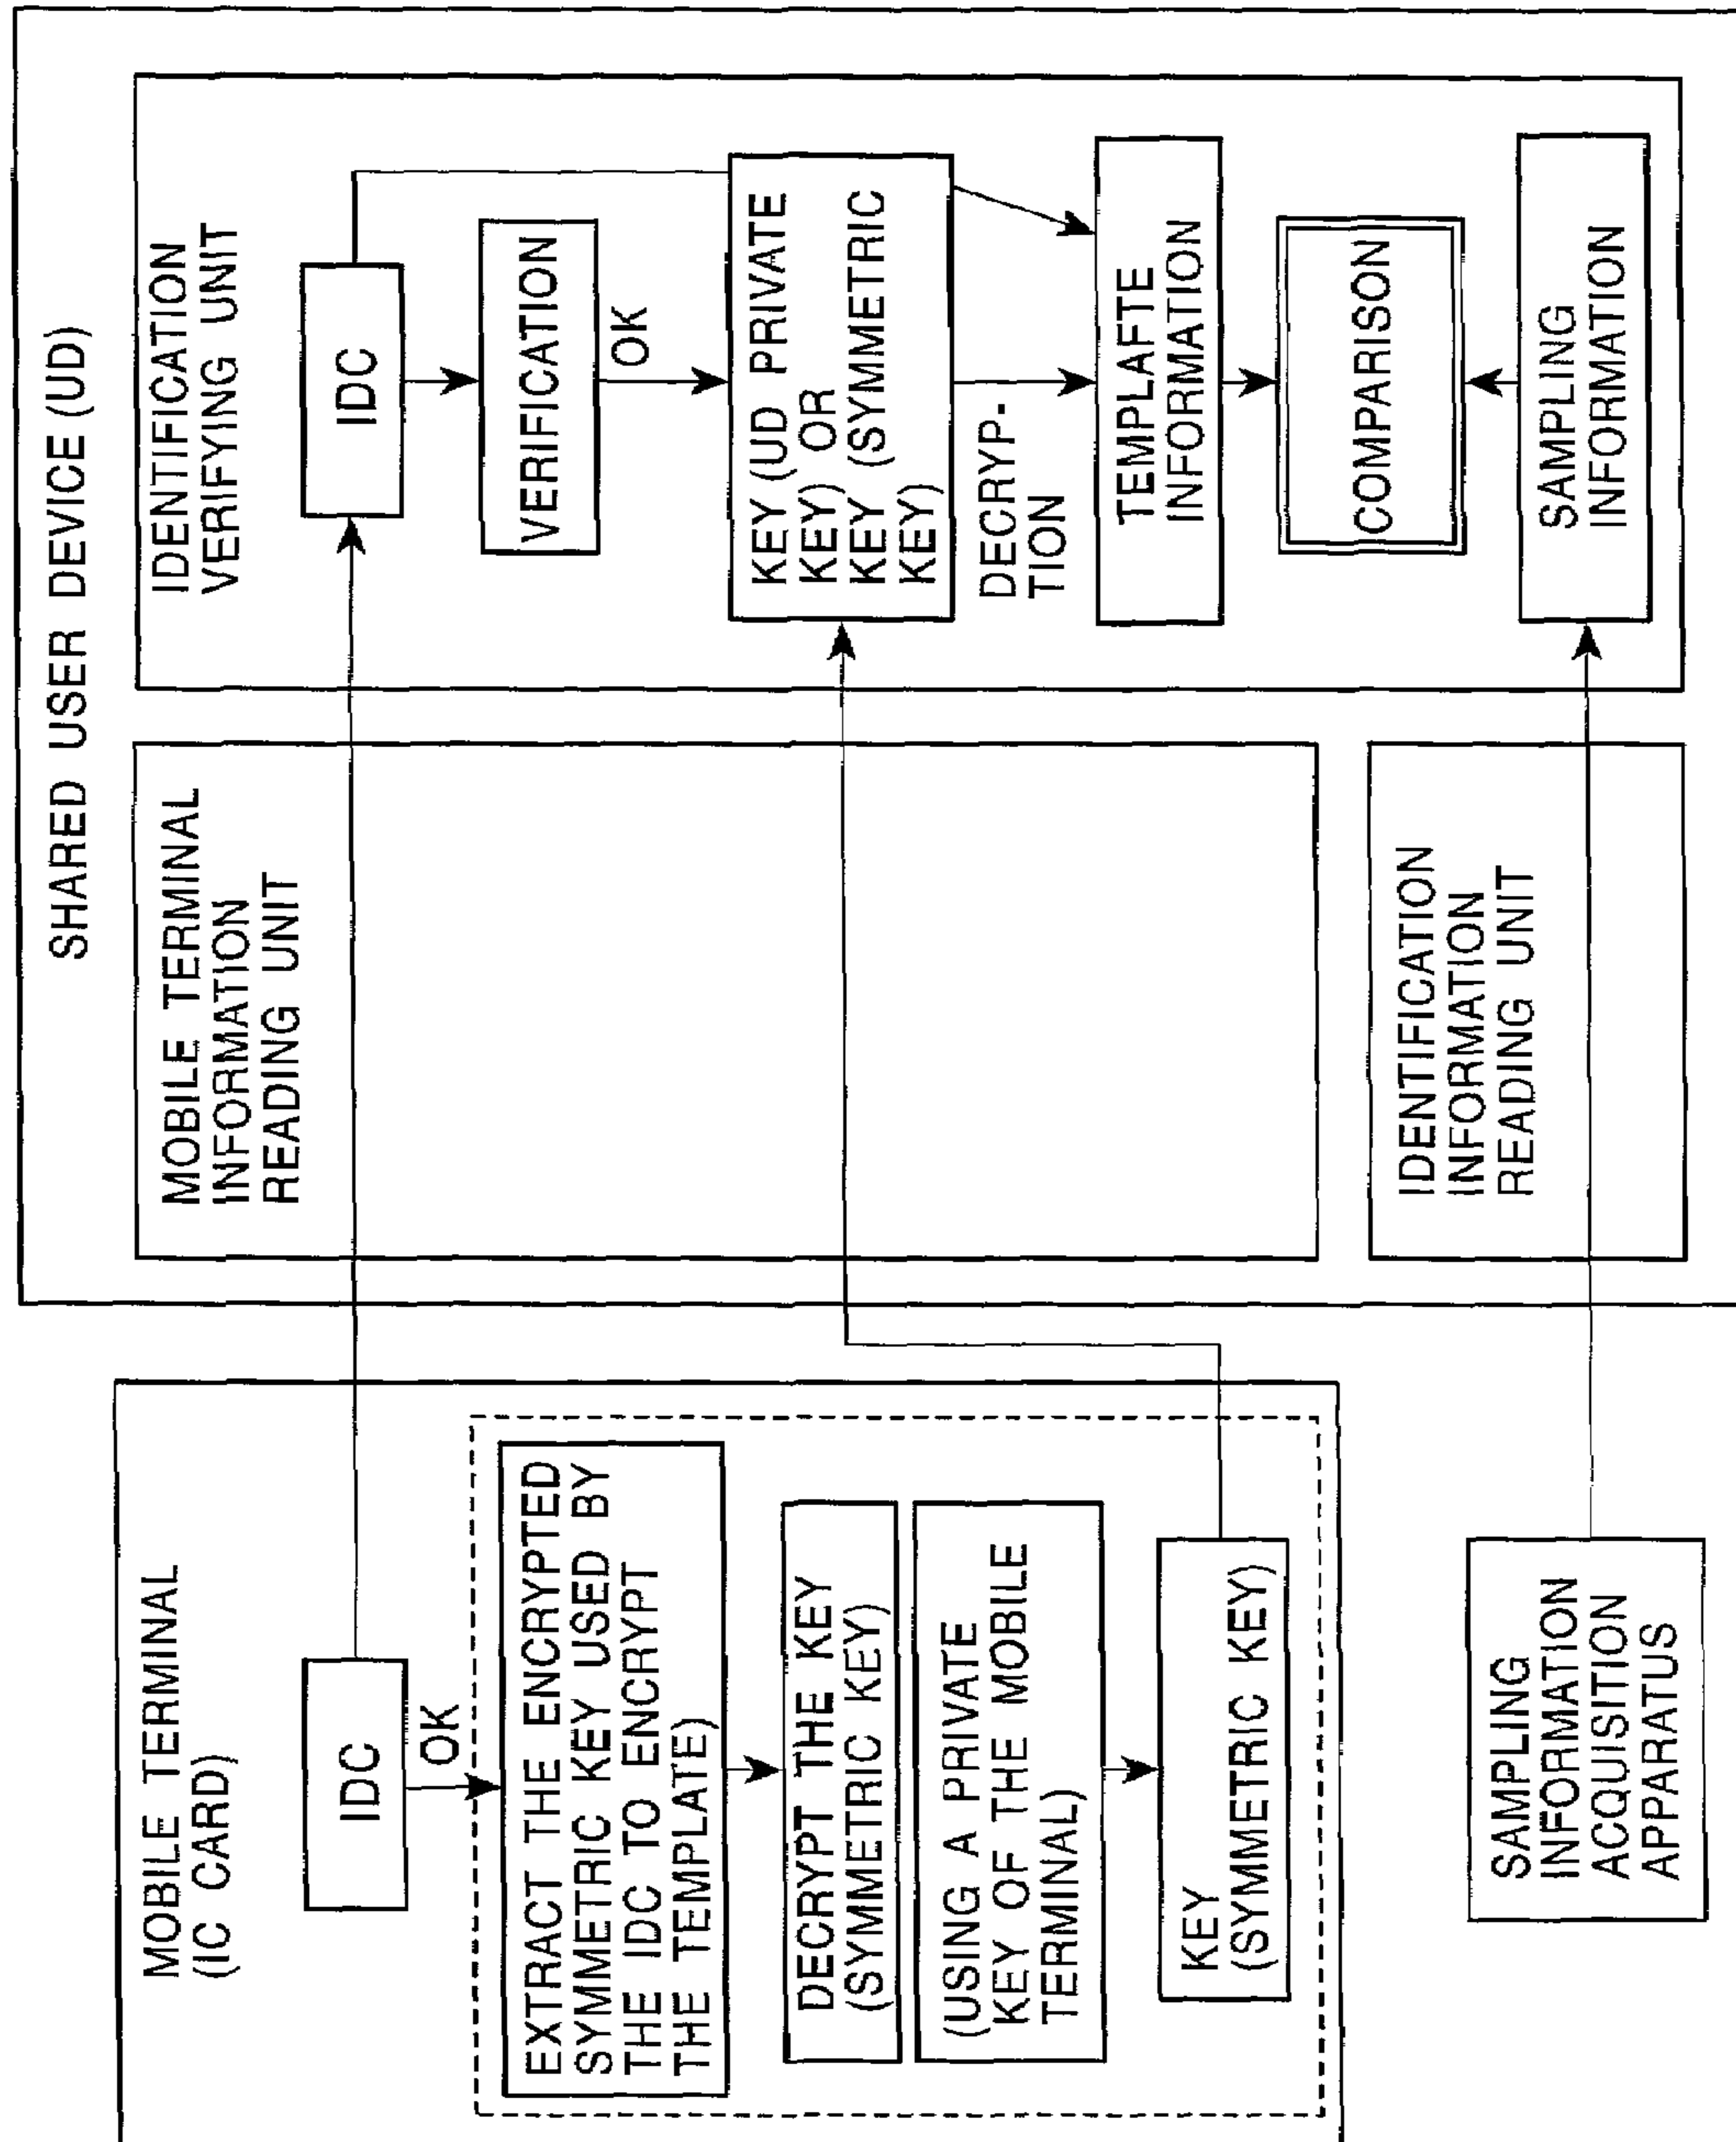 SHARED USER DEVICE (UD)
MOBILE TERMINAL
(IC CARD)
IDC
OK
EXTRACT THE ENCRYPTED
SYMMETRIC KEY USED BY
THE IDC TO ENCRYPT
THE TEMPLATE)
DECRYPT THE KEY
(SYMMETRIC KEY)
(USING A PRIVATE
KEY OF THE MOBILE
TERMINAL)
KEY
(SYMMETRIC KEY)
SAMPLING
INFORMATION
ACQUISITION
APPARATUS
MOBILE TERMINAL
INFORMATION
READING UNIT
IDENTIFICATION
INFORMATION
READING UNIT
IDENTIFICATION
VERIFYING UNIT
IDC
VERIFICATION
OK
KEY (UD PRIVATE
KEY) OR
KEY (SYMMETRIC
KEY)
DECRYP-
TION
TEMPLAFTE
INFORMATION
COMPARISON
SAMPLING
INFORMATION